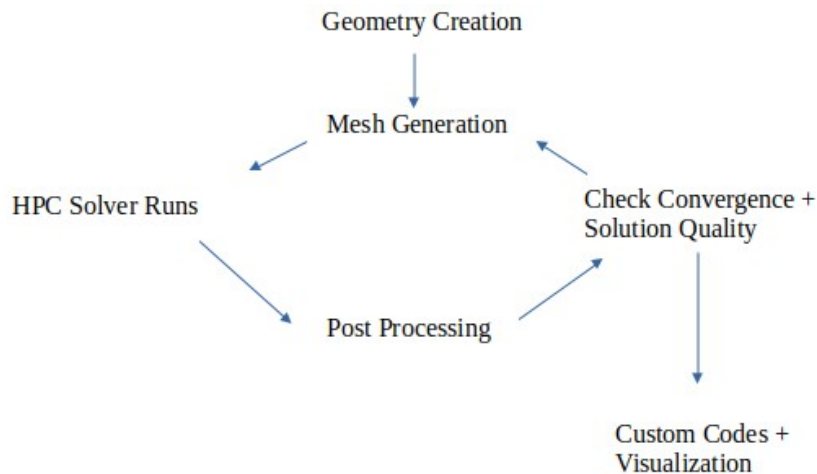 Geometry Creation
Mesh Generation
HPC Solver Runs
Check Convergence +
Solution Quality
Post Processing
Custom Codes +
Visualization